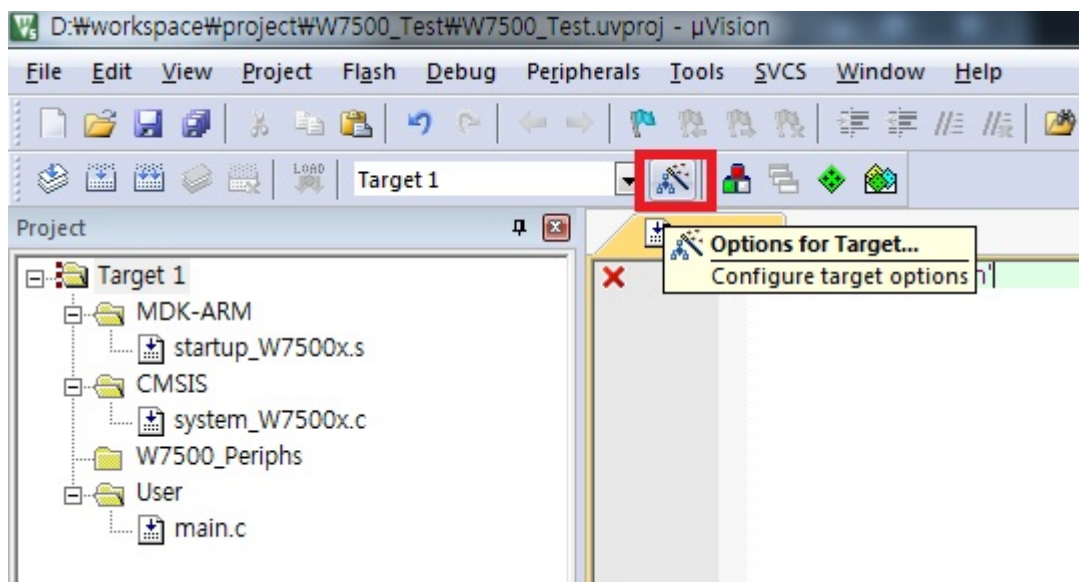 D:₩workspace₩project₩W7500_Test₩W7500_Test.uvproj - µVision
File Edit View Project Flash Debug Peripherals Tools SVCS Window Help
LOAD Target 1
Project
Options for Target...
Configure target options
Target 1
MDK-ARM
startup_W7500x.s
CMSIS
system_W7500x.c
W7500_Periphs
User
main.c